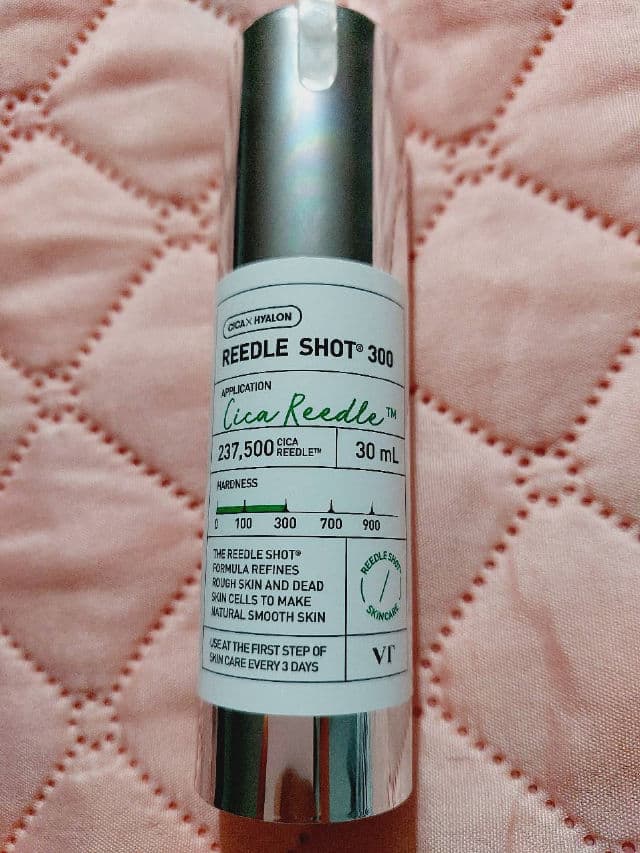 CICA X HYALON
REEDLE SHOT® 300
APPLICATION
Cica Reedle™
237,500 CICA REEDLE™
30 mL
HARDNESS
0 100 300 700 900
THE REEDLE SHOT®
FORMULA REFINES
ROUGH SKIN AND DEAD
SKIN CELLS TO MAKE
NATURAL SMOOTH SKIN
REEDLE SHOT®
SKINCARE
USE AT THE FIRST STEP OF
SKIN CARE EVERY 3 DAYS
VT